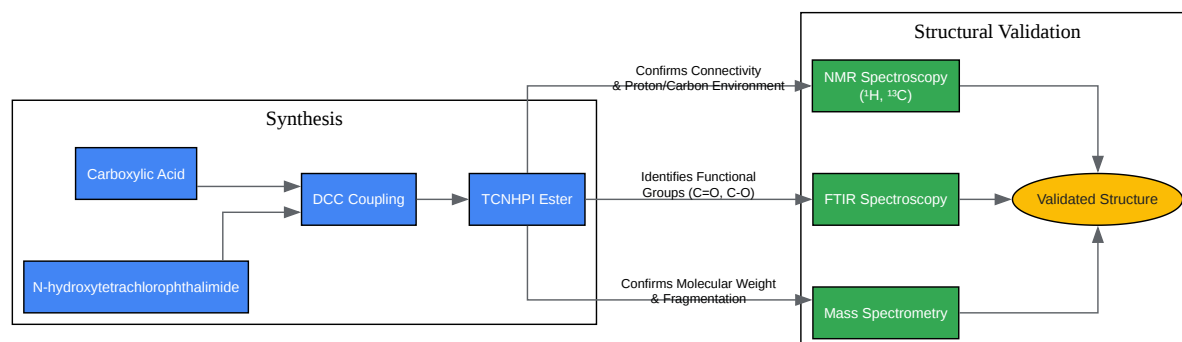 Synthesis
Carboxylic Acid
N-hydroxytetrachlorophthalimide
DCC Coupling
TCNHPI Ester
Confirms Connectivity
& Proton/Carbon Environment
Identifies Functional
Groups (C=O, C-O)
Confirms Molecular Weight
& Fragmentation
Structural Validation
NMR Spectroscopy
(¹H, ¹³C)
FTIR Spectroscopy
Mass Spectrometry
Validated Structure